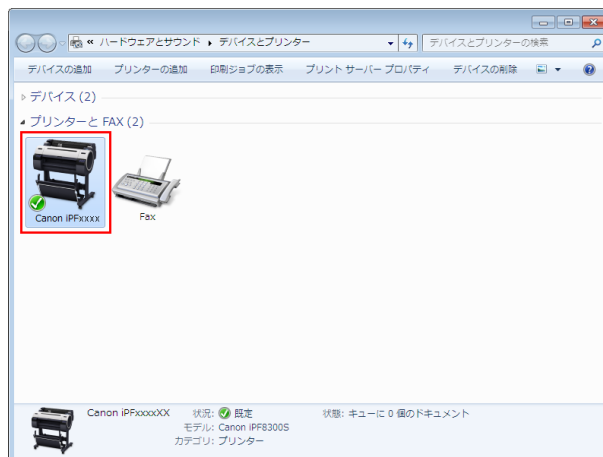 « ハードウェアとサウンド ▸ デバイスとプリンター デバイスとプリンターの検索
デバイスの追加 プリンターの追加 印刷ジョブの表示 プリント サーバー プロパティ デバイスの削除
デバイス (2)
プリンターと FAX (2)
Canon iPFxxxx Fax
Canon iPFxxxxXX 状況: 既定 状態: キューに 0 個のドキュメント
モデル: Canon iPF8300S
カテゴリ: プリンター